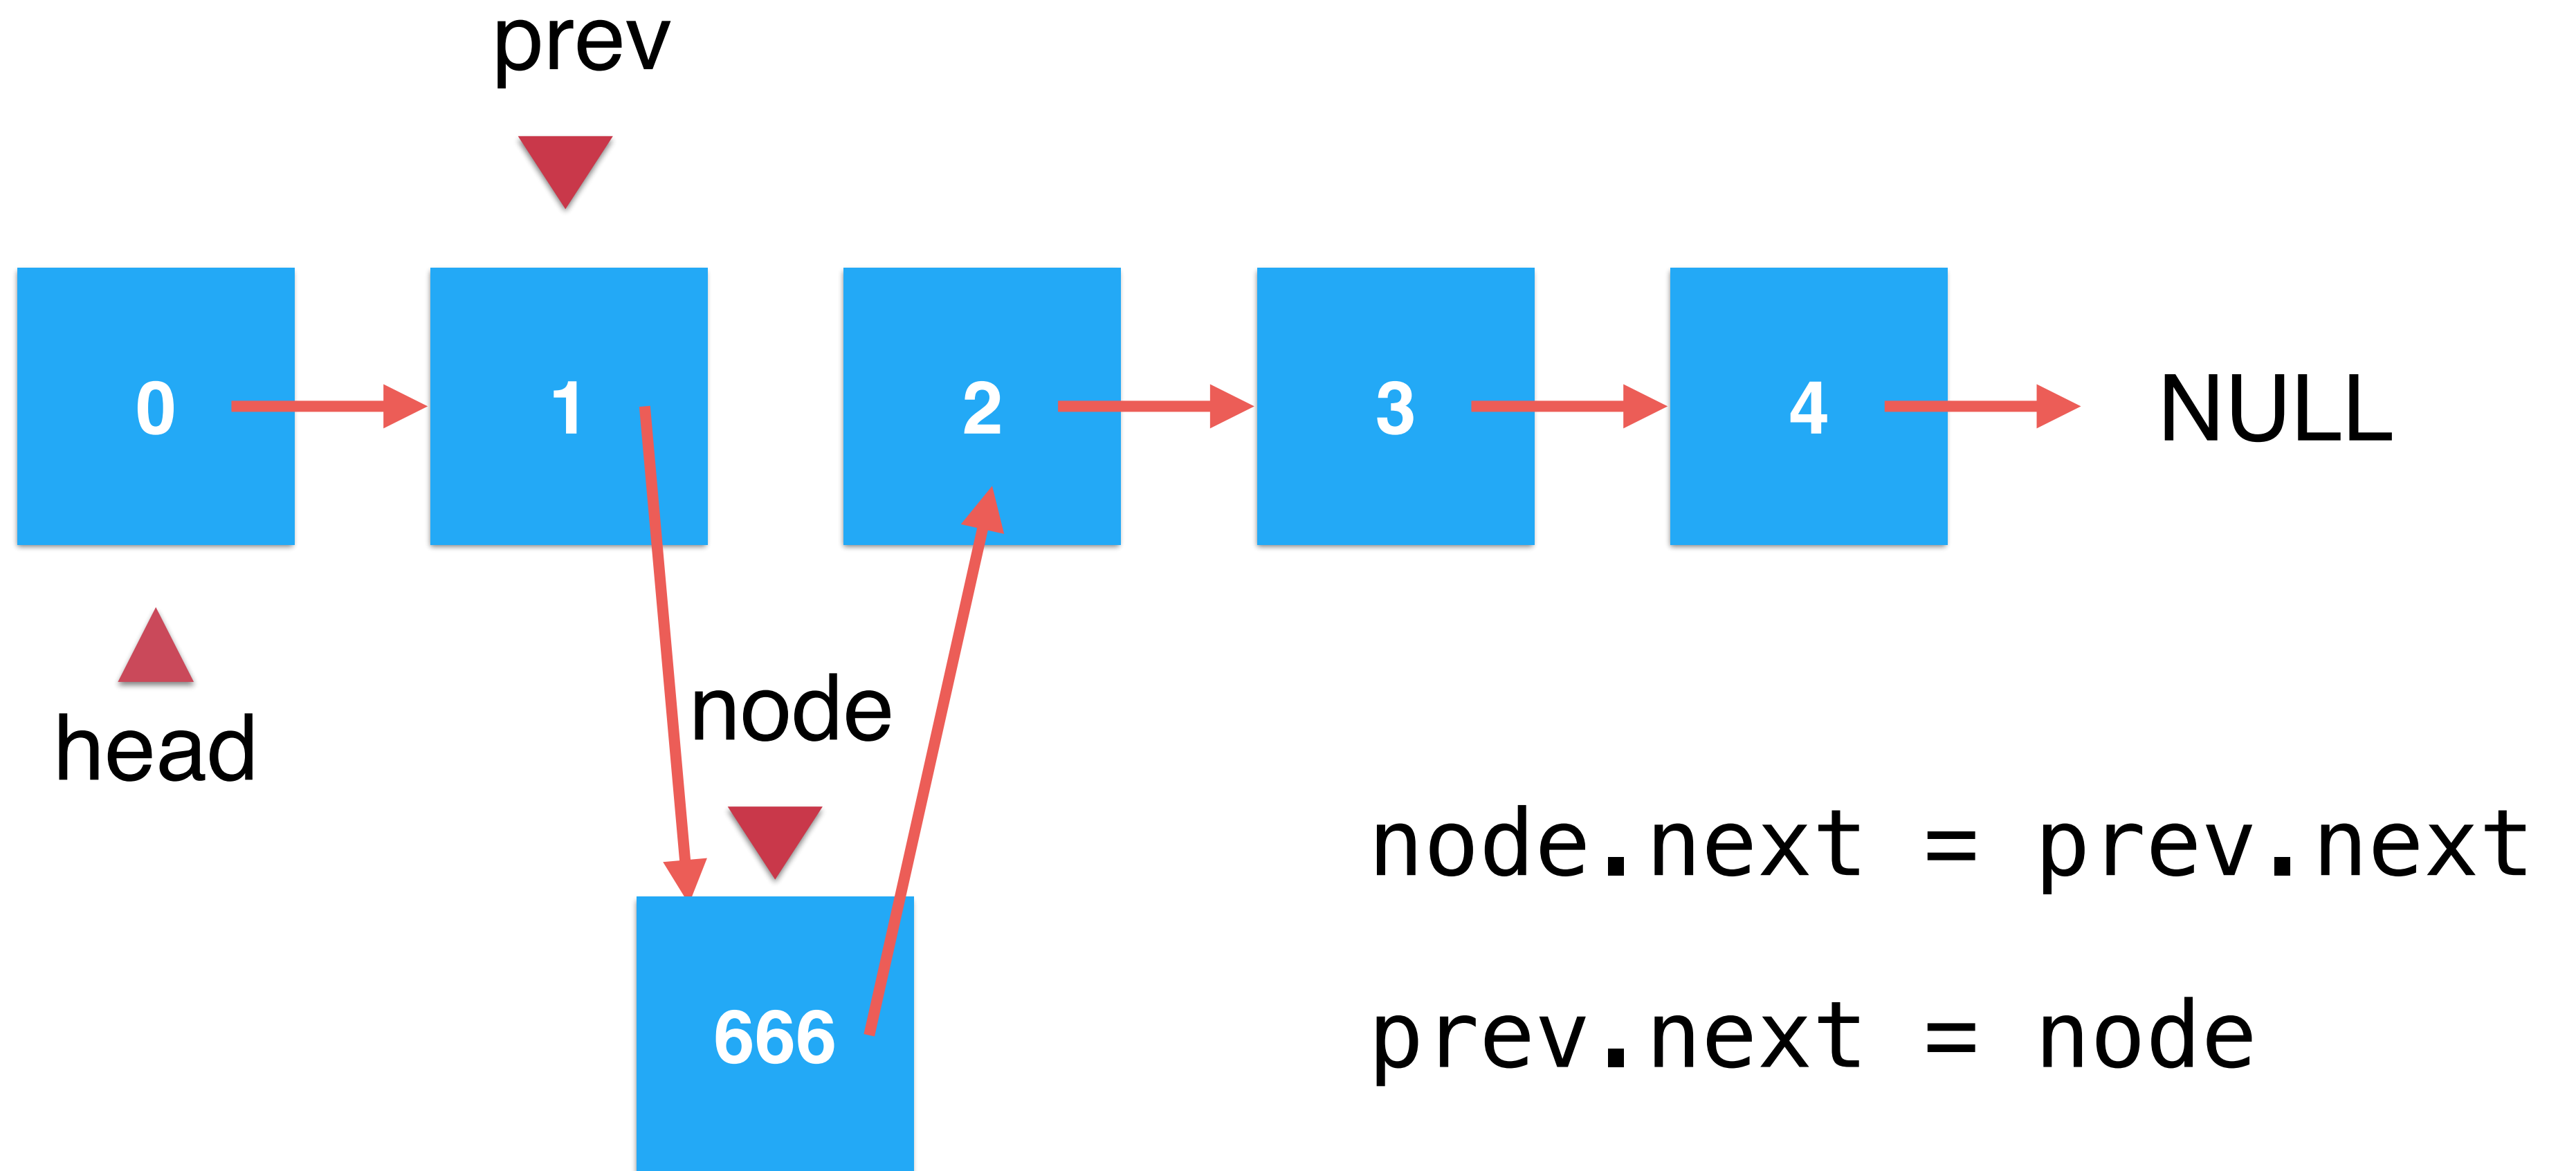 prev
0 1 2 3 4 NULL
head
node
666
node.next = prev.next
prev.next = node